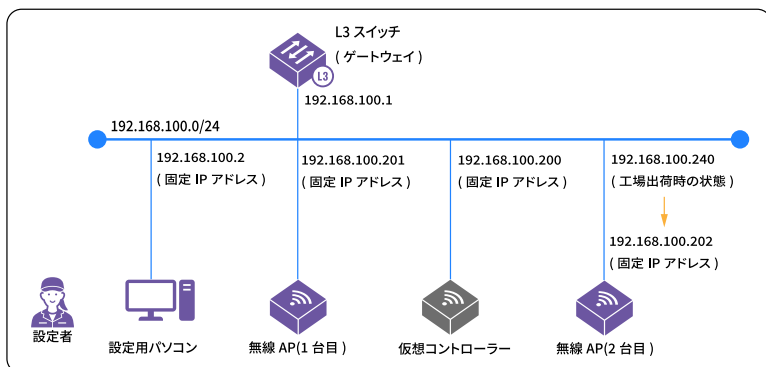 L3 スイッチ
( ゲートウェイ )
L3
192.168.100.1
192.168.100.0/24
192.168.100.2
( 固定 IP アドレス )
192.168.100.201
( 固定 IP アドレス )
192.168.100.200
( 固定 IP アドレス )
192.168.100.240
( 工場出荷時の状態 )
192.168.100.202
( 固定 IP アドレス )
設定者
設定用パソコン
無線 AP(1 台目 )
仮想コントローラー
無線 AP(2 台目 )